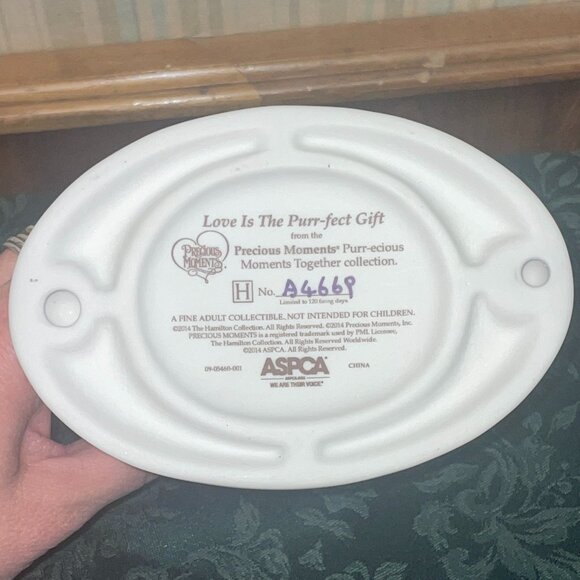 Love Is The Purr-fect Gift
from the
PRECIOUS MOMENTS
Precious Moments® Purr-ecious
Moments Together collection.
H No. A4669
Limited to 120 firing days.
A FINE ADULT COLLECTIBLE, NOT INTENDED FOR CHILDREN.
©2014 The Hamilton Collection. All Rights Reserved. ©2014 Precious Moments, Inc.
PRECIOUS MOMENTS is a registered trademark used by PMI, Licensee,
The Hamilton Collection. All Rights Reserved Worldwide.
©2014 ASPCA. All Rights Reserved.
09-05460-001
ASPCA
WE ARE THEIR VOICE.®
CHINA